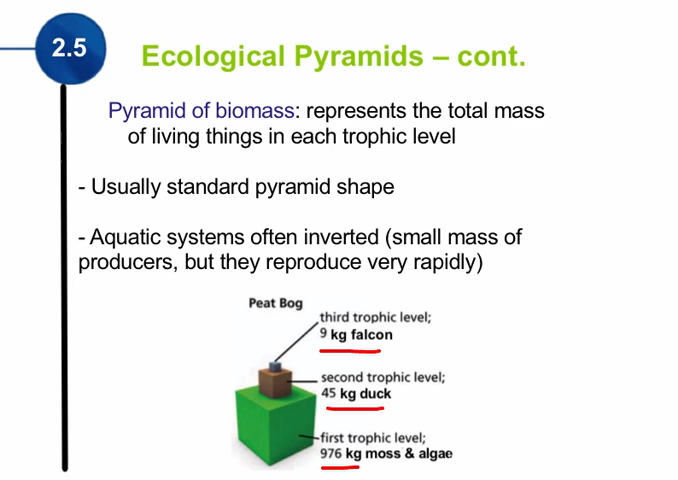 2.5
Ecological Pyramids – cont.
Pyramid of biomass: represents the total mass
of living things in each trophic level
- Usually standard pyramid shape
- Aquatic systems often inverted (small mass of
producers, but they reproduce very rapidly)
Peat Bog
third trophic level;
9 kg falcon
second trophic level;
45 kg duck
first trophic level;
976 kg moss & algae